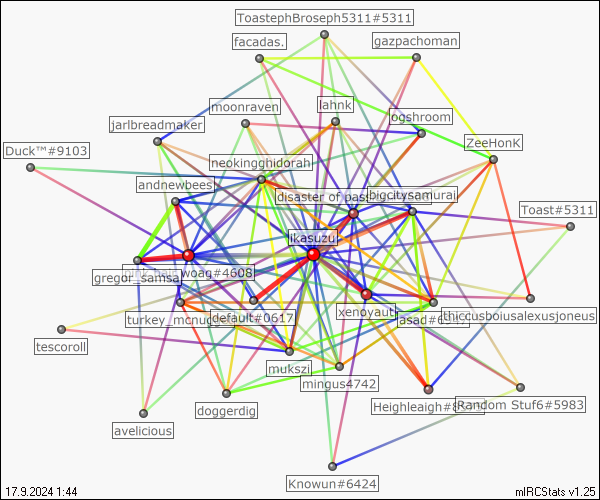 ToastephBroseph5311#5311
facadas.
gazpachoman
moonraven
lahnk
ogshroom
jarlbreadmaker
ZeeHonK
Duck™#9103
neokingghidorah
andnewbees
disaster of pas
bigcitysamurai
Toast#5311
ikasuzu
gregor_samsa
woag#4608
turkey_mcnug
default#0617
xenoyaut
asad#6
thiccusboiusalexusjoneus
tescoroll
mukszi
mingus4742
doggerdig
Heighleaigh#8
Random Stuf6#5983
avelicious
Knowun#6424
17.9.2024 1:44
mIRCStats v1.25